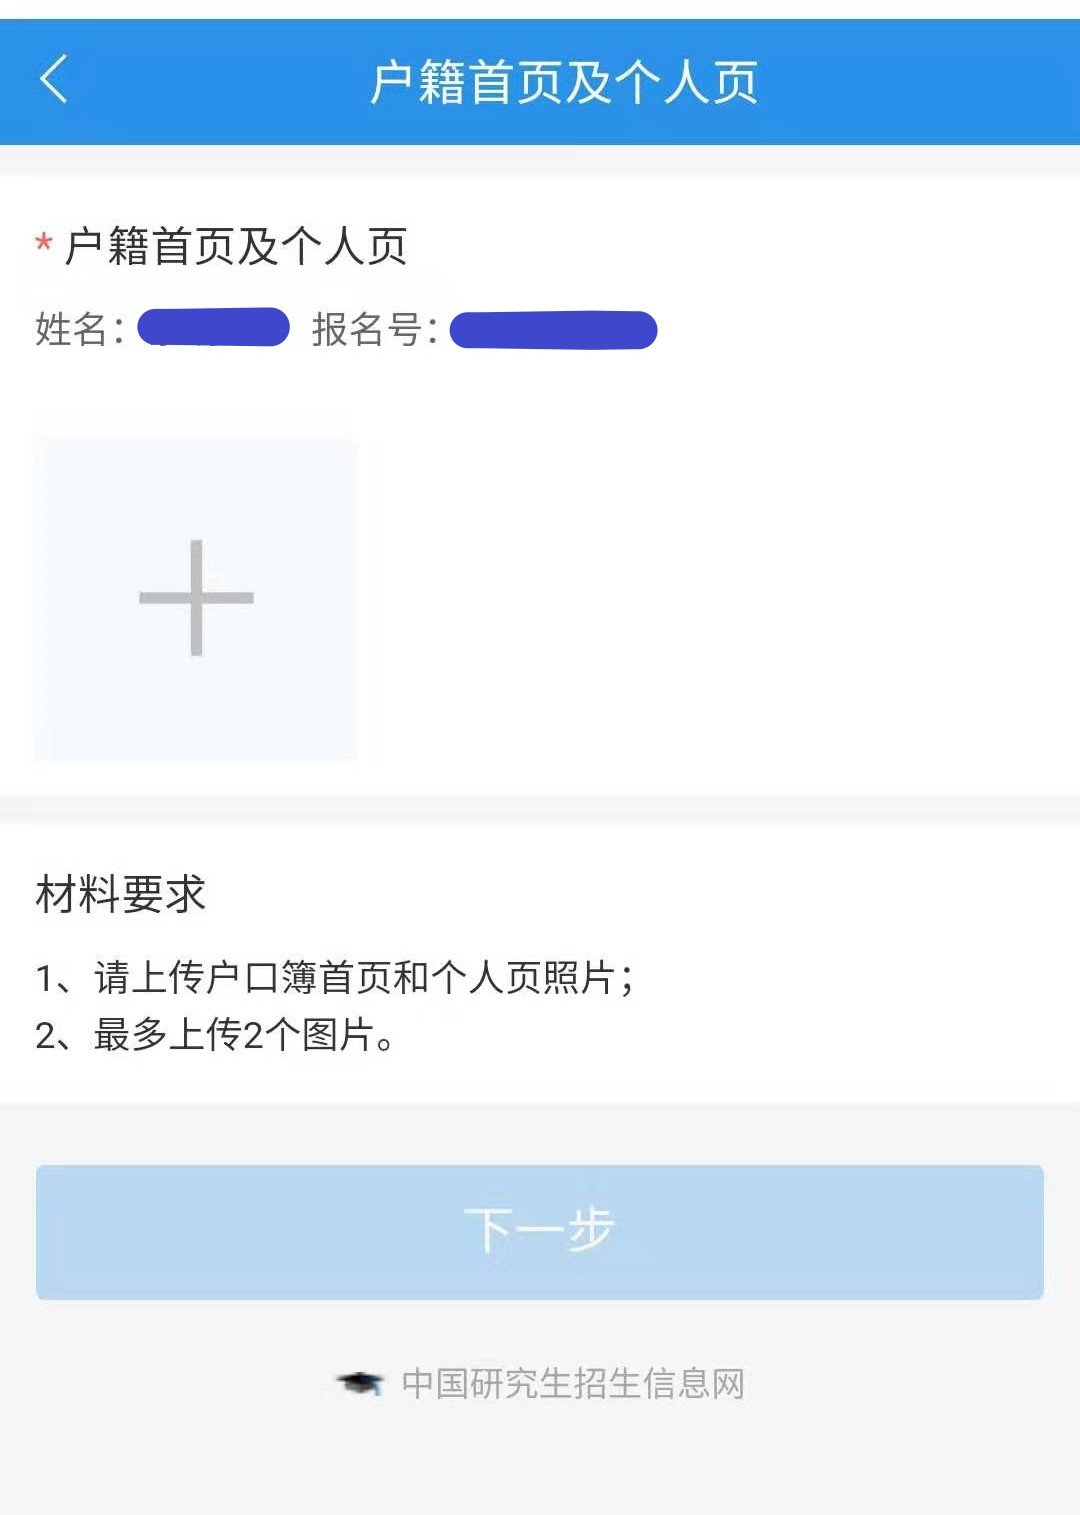 户籍首页及个人页
* 户籍首页及个人页
姓名： 报名号：
材料要求
1、请上传户口簿首页和个人页照片；
2、最多上传2个图片。
下一步
中国研究生招生信息网